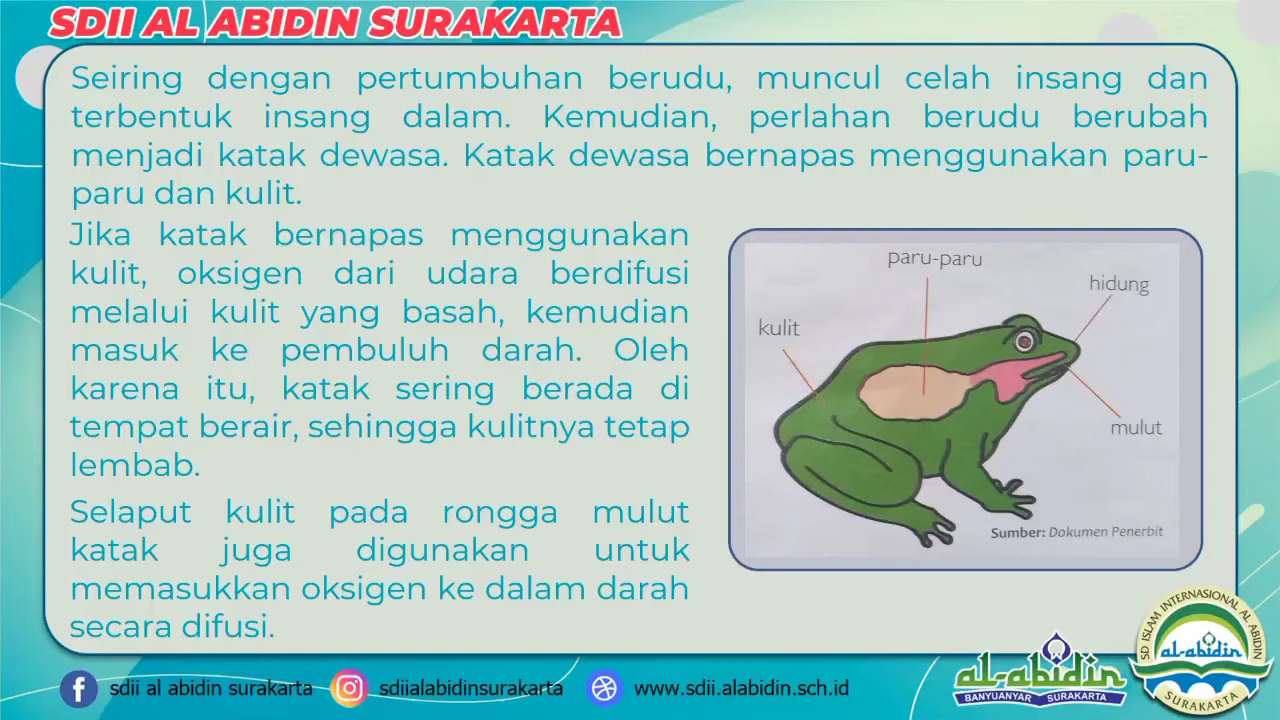 SDII AL ABIDIN SURAKARTA
Seiring dengan pertumbuhan berudu, muncul celah insang dan
terbentuk insang dalam. Kemudian, perlahan berudu berubah
menjadi katak dewasa. Katak dewasa bernapas menggunakan paru-
paru dan kulit.
Jika katak bernapas menggunakan
kulit, oksigen dari udara berdifusi
melalui kulit yang basah, kemudian
masuk ke pembuluh darah. Oleh
karena itu, katak sering berada di
tempat berair, sehingga kulitnya tetap
lembab.
Selaput kulit pada rongga mulut
katak juga digunakan untuk
memasukkan oksigen ke dalam darah
secara difusi.
paru-paru
hidung
kulit
mulut
Sumber: Dokumen Penerbit
sdii al abidin surakarta
sdiialabidinsurakarta
www.sdii.alabidin.sch.id
al-abidin
BANYUANYAR SURAKARTA
SD ISLAM INTERNASIONAL AL ABIDIN
al-abidin
SURAKARTA